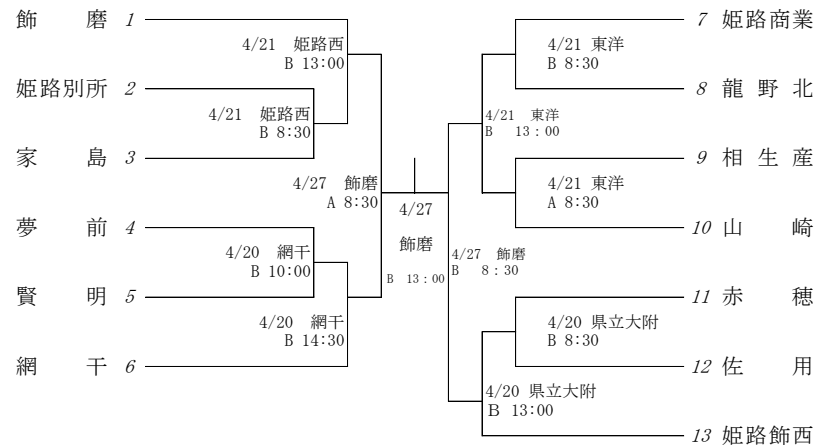 飾磨 1
4/21 姫路西
B 13:00
姫路別所 2
4/21 姫路西
B 8:30
家島 3
4/27 飾磨
A 8:30
夢前 4
4/20 網干
B 10:00
賢明 5
4/20 網干
B 14:30
網干 6
4/27
飾磨
B 13:00
7 姫路商業
4/21 東洋
B 8:30
8 龍野北
4/21 東洋
B 13:00
9 相生産
4/21 東洋
A 8:30
10 山崎
4/27 飾磨
B 8:30
11 赤穂
4/20 県立大附
B 8:30
12 佐用
4/20 県立大附
B 13:00
13 姫路飾西